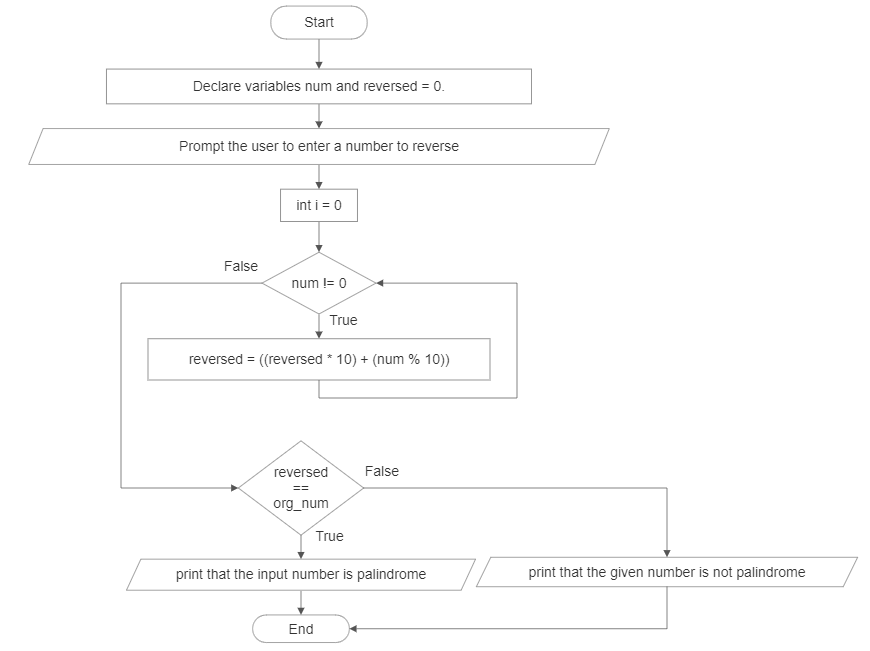 Start
Declare variables num and reversed = 0.
Prompt the user to enter a number to reverse
int i = 0
False
num != 0
True
reversed = ((reversed * 10) + (num % 10))
reversed
==
org_num
False
True
print that the input number is palindrome
print that the given number is not palindrome
End